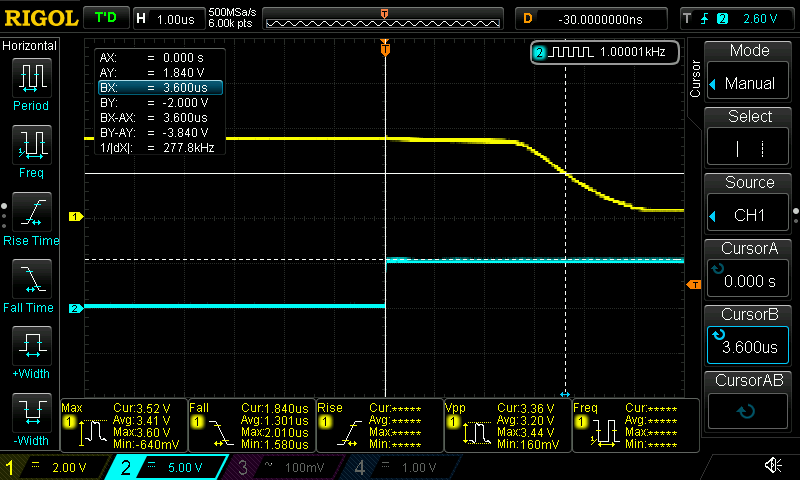 RIGOL T'D H 1.00us 500MSa/s 6.00k pts T D -30.0000000ns T 2 2.60 V
Horizontal
Period
Freq
Rise Time
Fall Time
+Width
-Width
AX: = 0.000 s
AY: = 1.840 V
BX: = 3.600us
BY: = -2.000 V
BX-AX: = 3.600us
BY-AY: = -3.840 V
1/|dX|: = 277.8kHz
T
2 1.00001kHz
1
2
T
Cursor
Mode
Manual
Select
Source
CH1
CursorA
0.000 s
CursorB
3.600us
CursorAB
Max
1
Cur:3.52 V
Avg:3.41 V
Max:3.60 V
Min:-640mV
Fall
1
Cur:1.840us
Avg:1.301us
Max:2.010us
Min:1.580us
Rise
1
Cur:*****
Avg:*****
Max:*****
Min:*****
Vpp
1
Cur:3.36 V
Avg:3.20 V
Max:3.44 V
Min:160mV
Freq
1
Cur:*****
Avg:*****
Max:*****
Min:*****
1 = 2.00 V 2 = 5.00 V 3 ~ 100mV 4 = 1.00 V